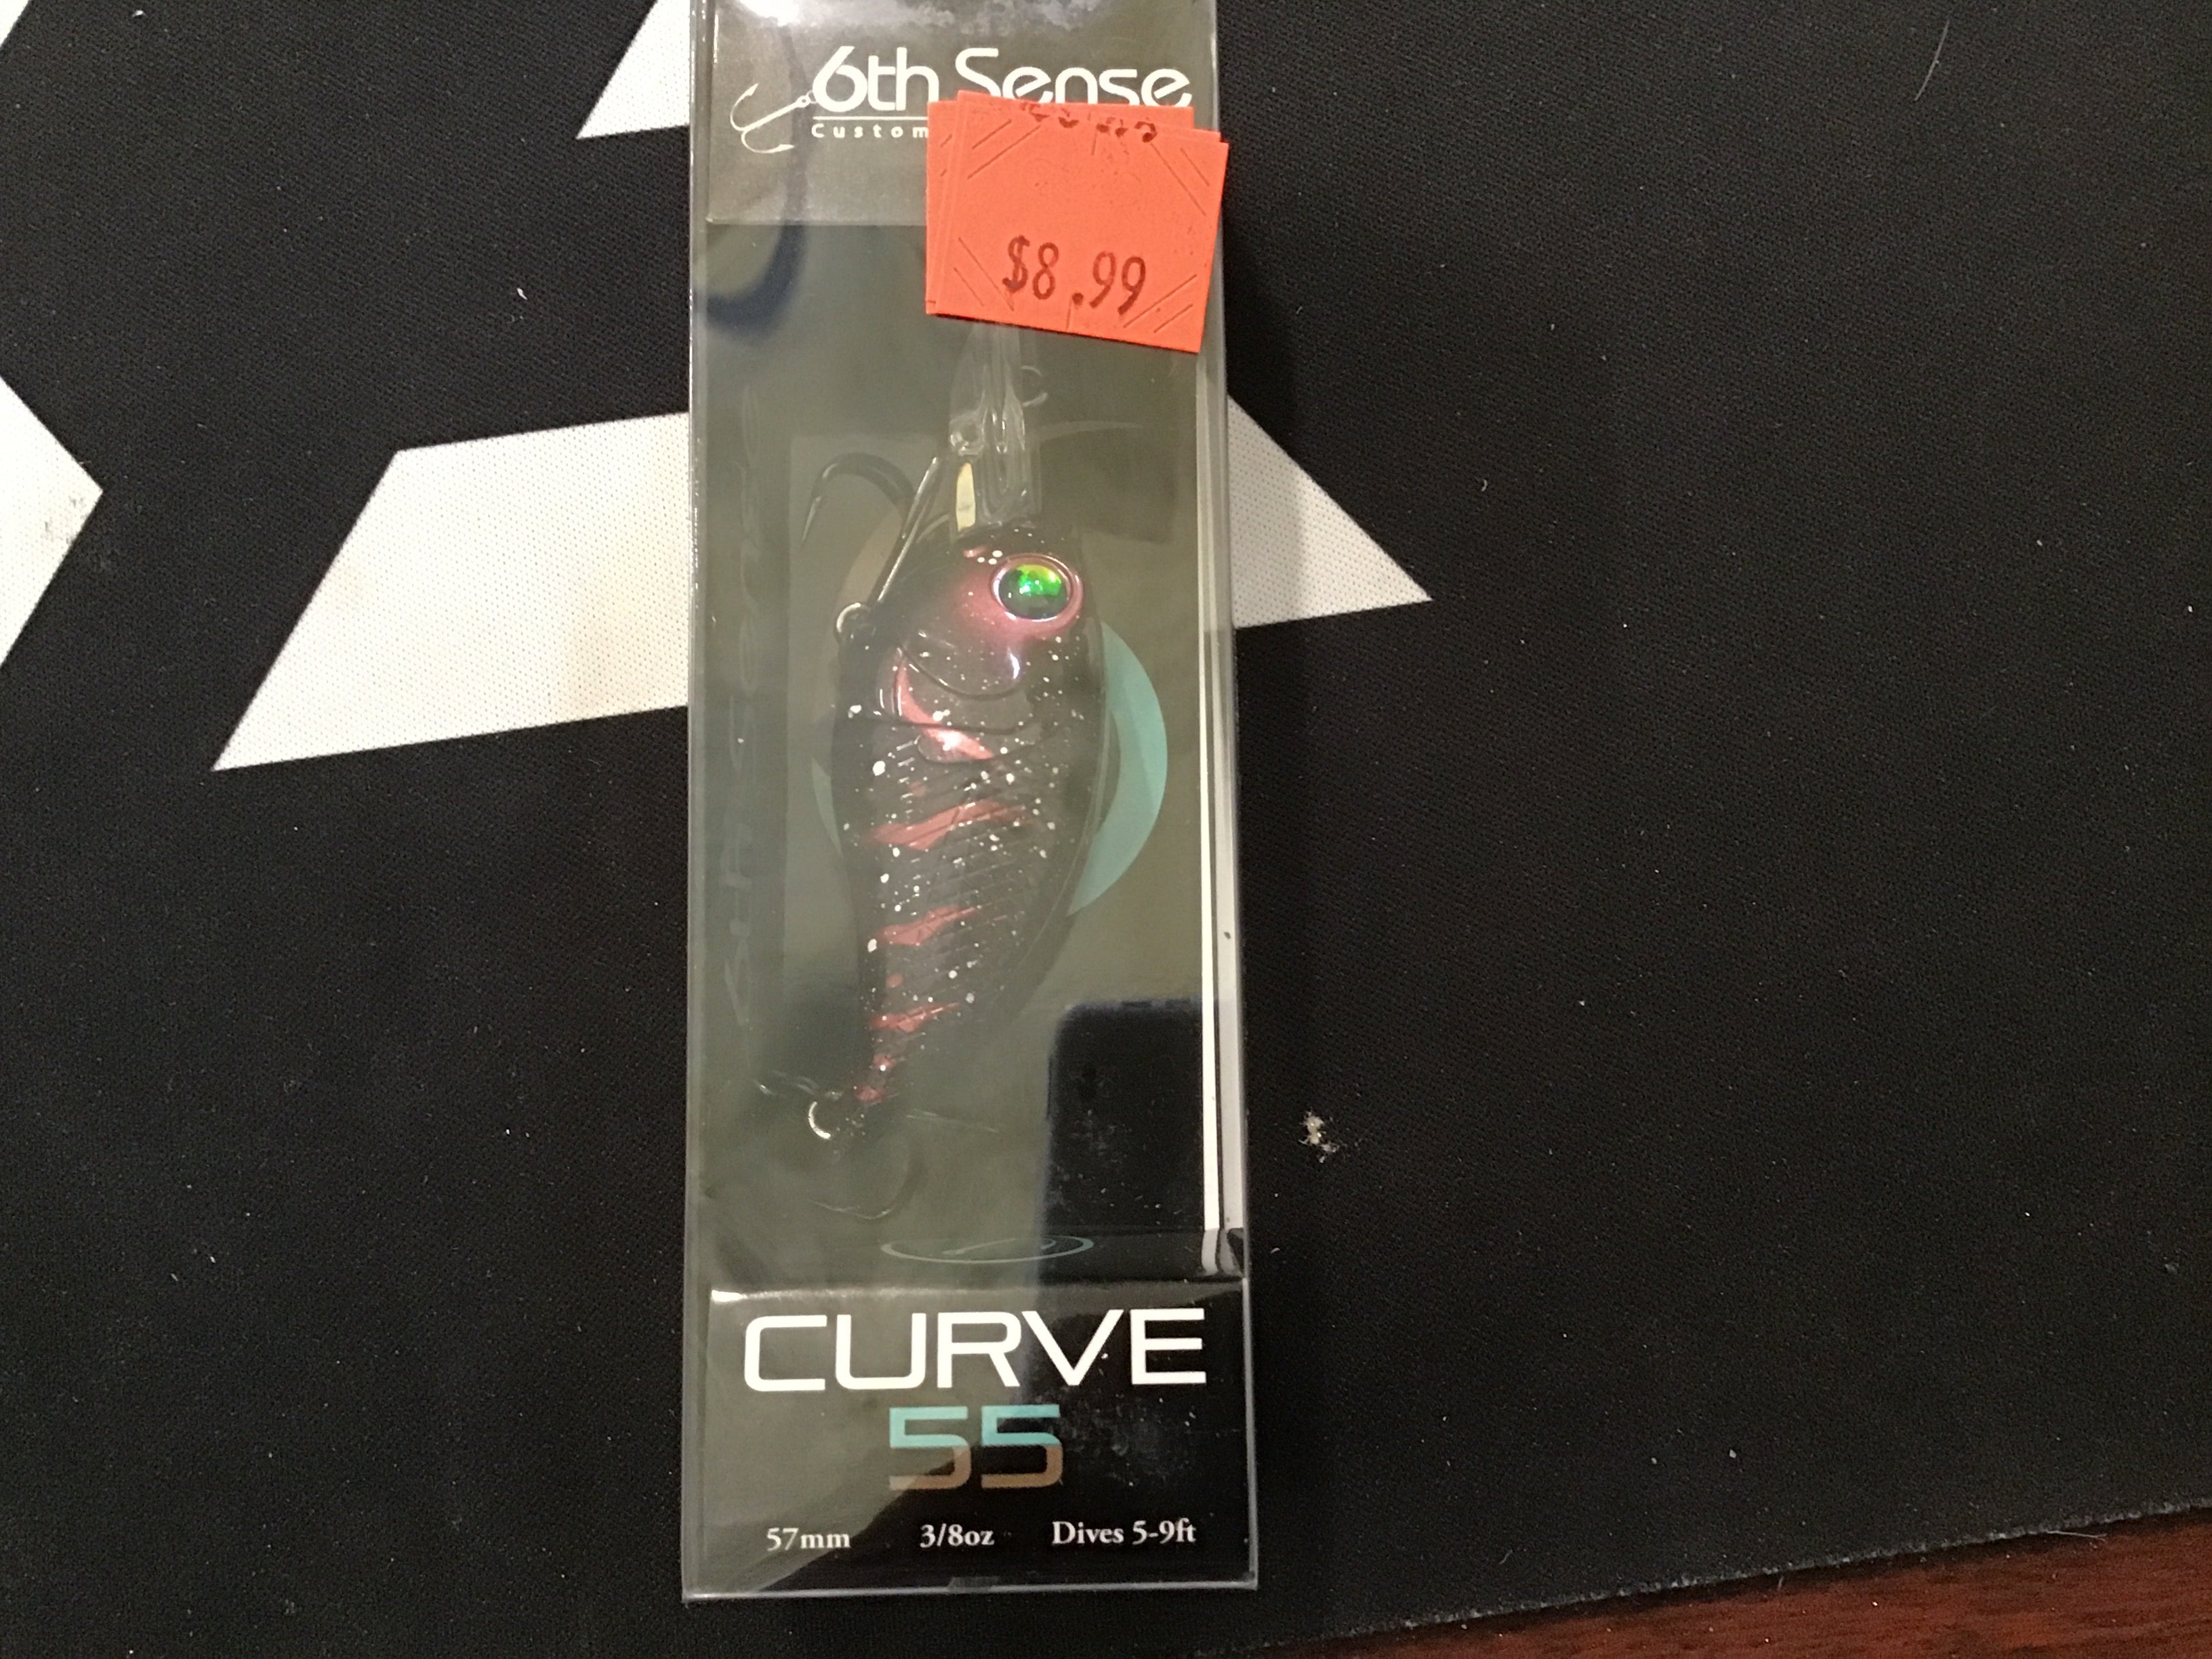 6th Sense
Custom
$8.99
CURVE
55
57mm 3/8oz Dives 5-9ft